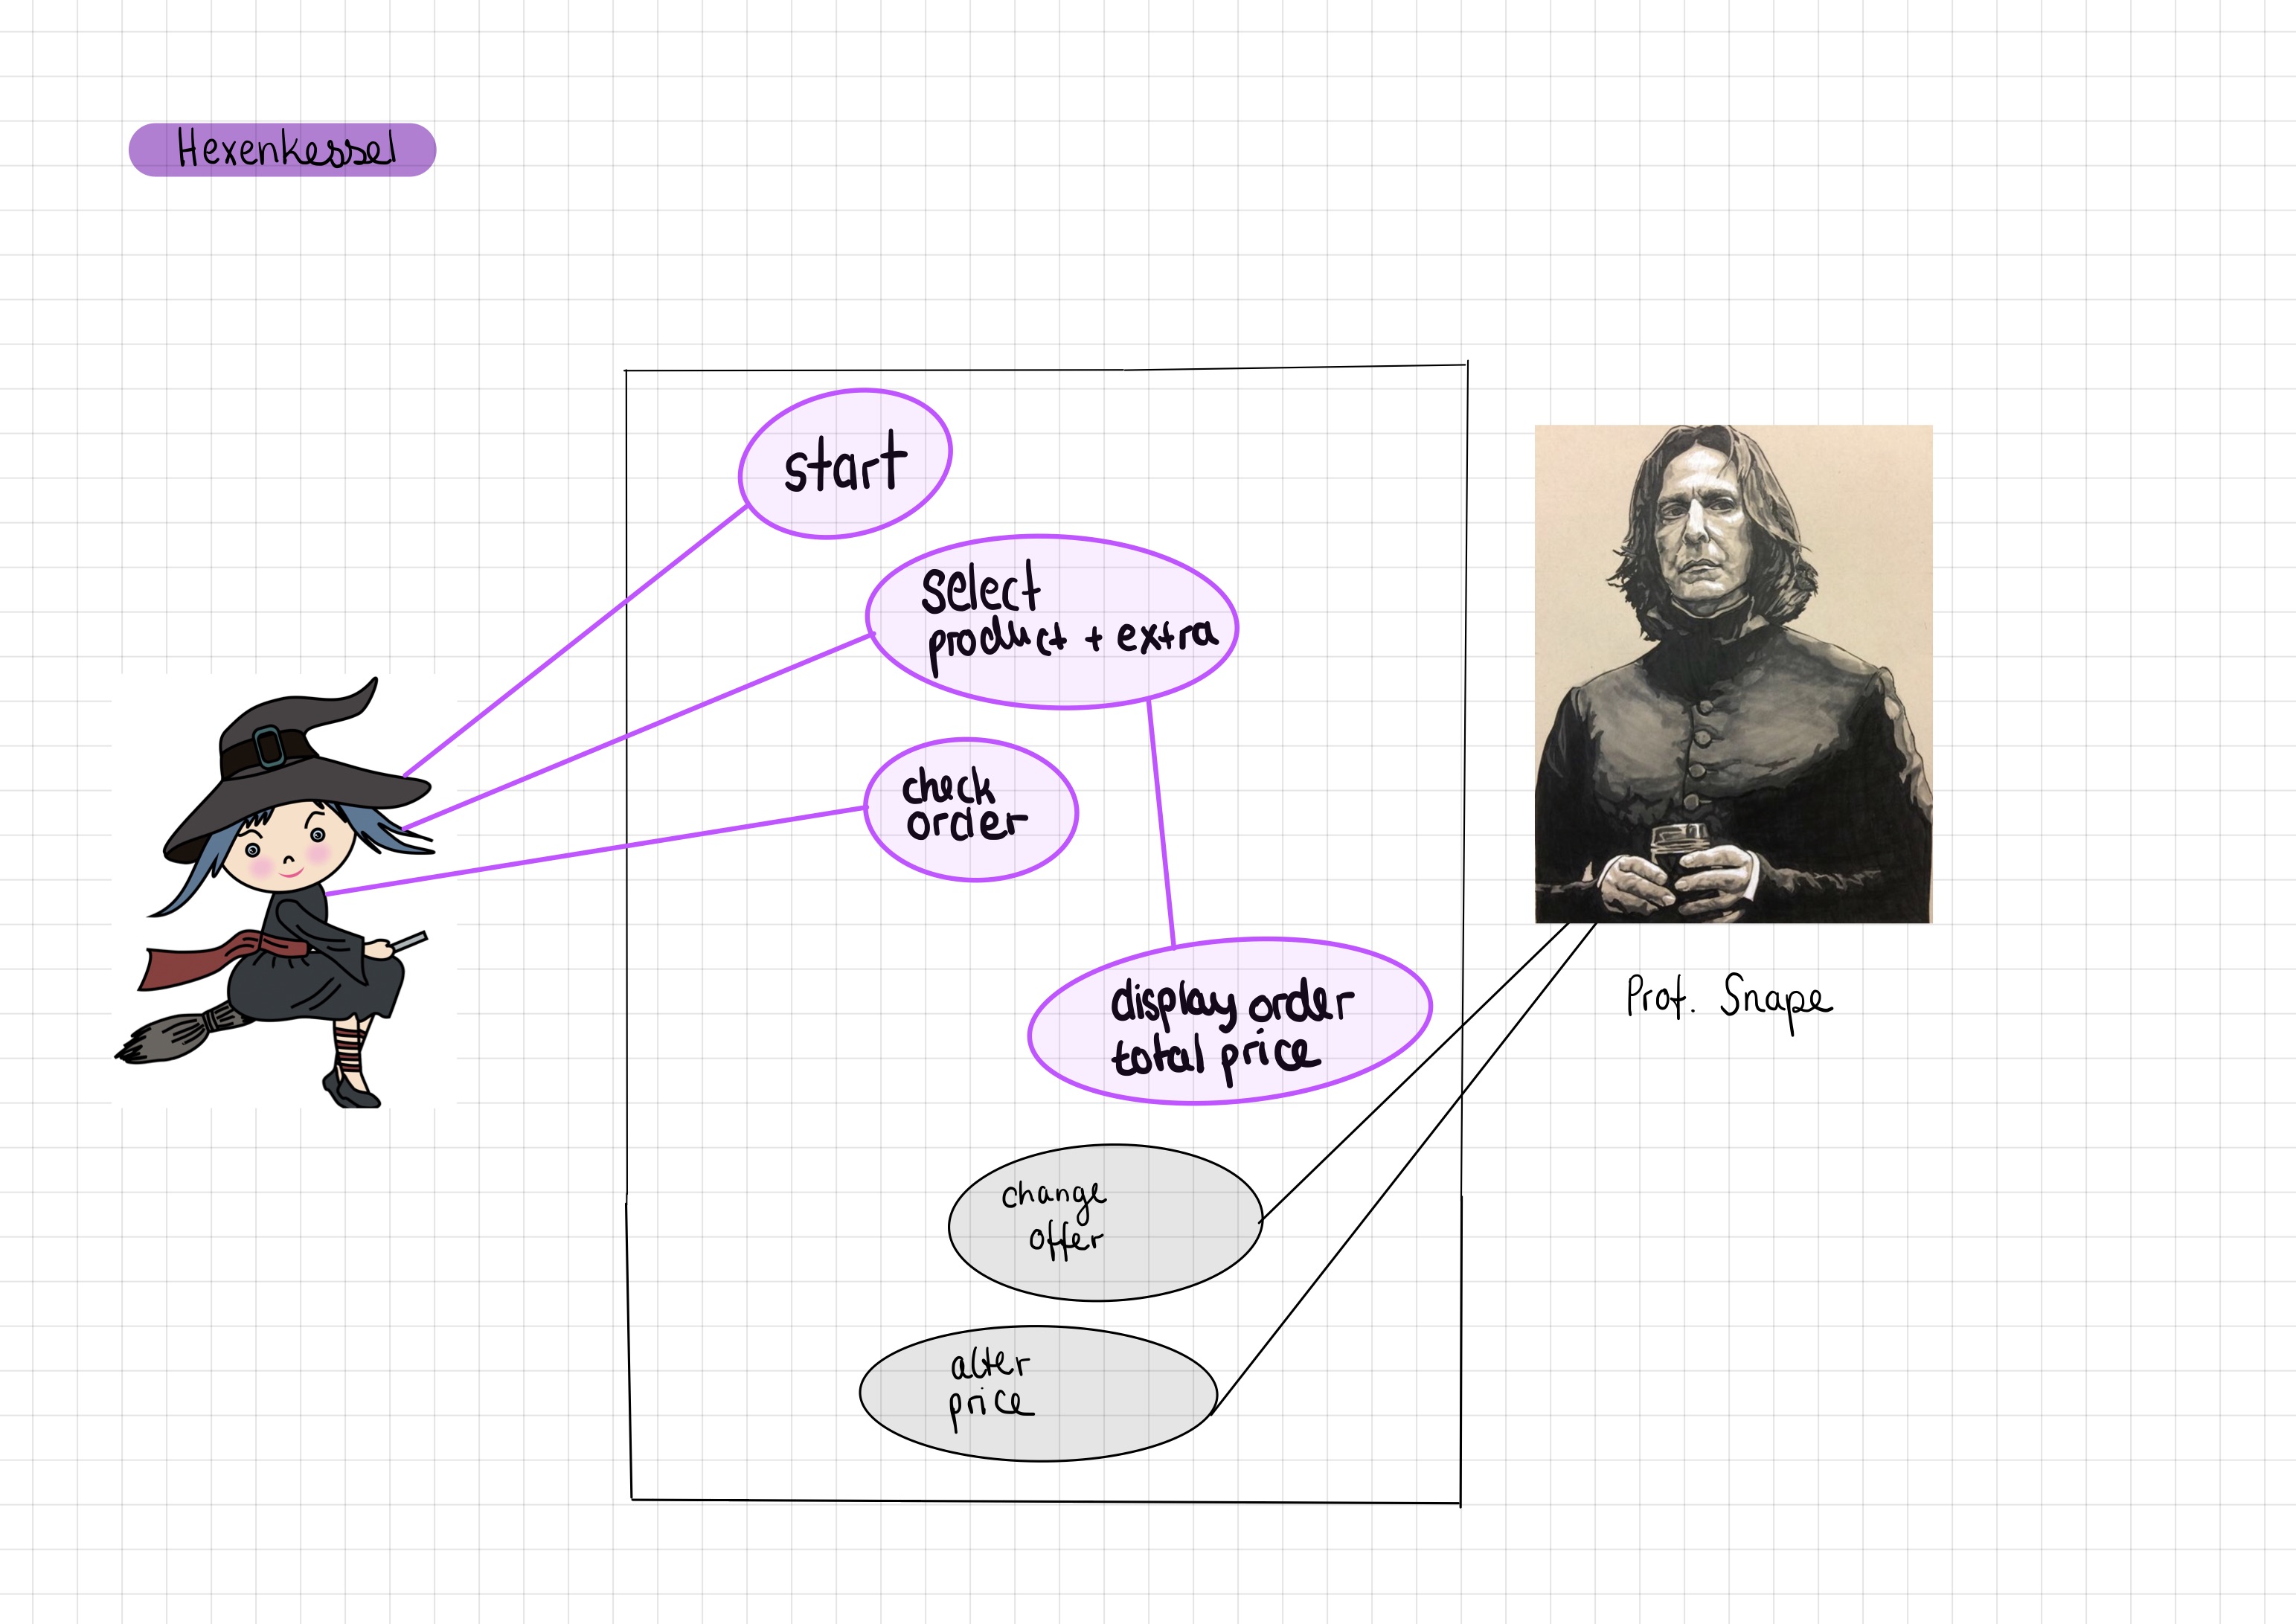 Hexenkessel
start
select
product + extra
check
order
display order
total price
Prof. Snape
change
offer
alter
price